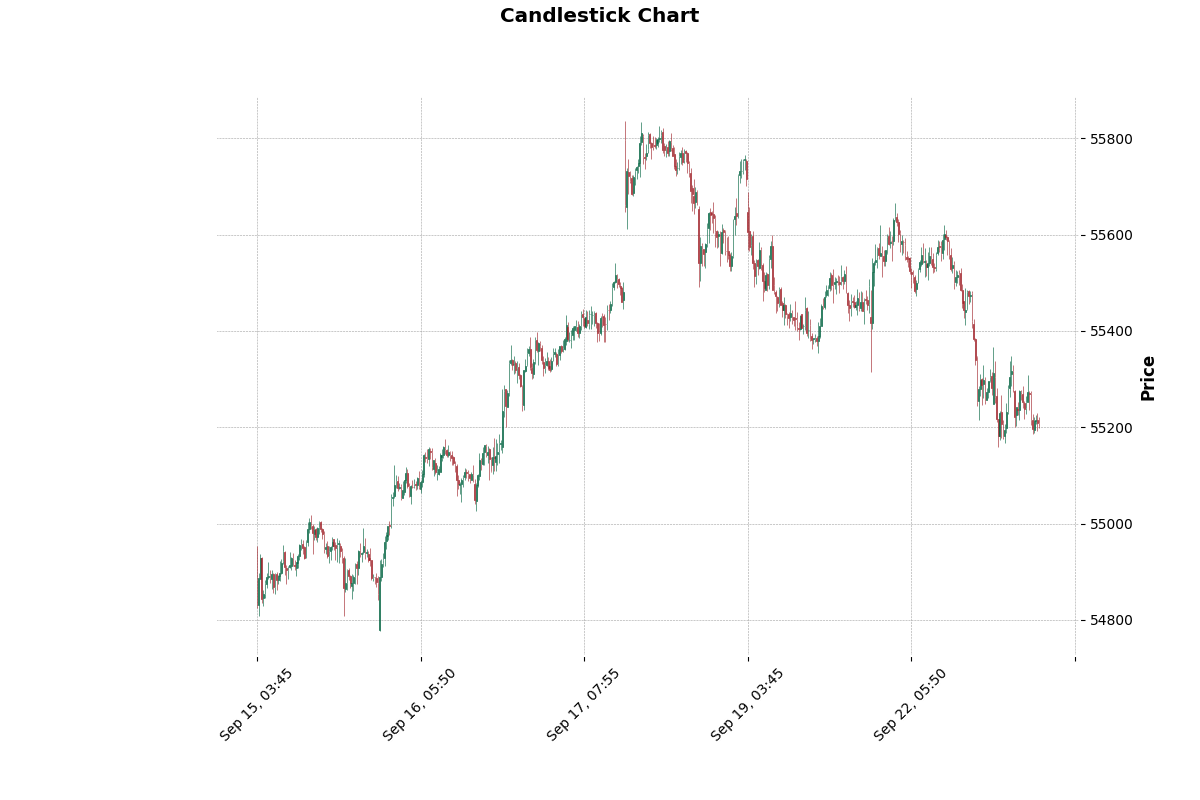 Candlestick Chart
55800
55600
55400
55200
55000
54800
Price
Sep 15, 03:45
Sep 16, 05:50
Sep 17, 07:55
Sep 19, 03:45
Sep 22, 05:50